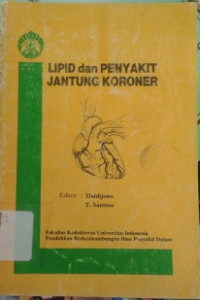 LIPID dan PENYAKIT
JANTUNG KORONER
Editor : Daldijono
T. Santoso
Fakultas Kedokteran Universitas Indonesia
Pendidikan Berkesinambungan Ilmu Penyakit Dalam